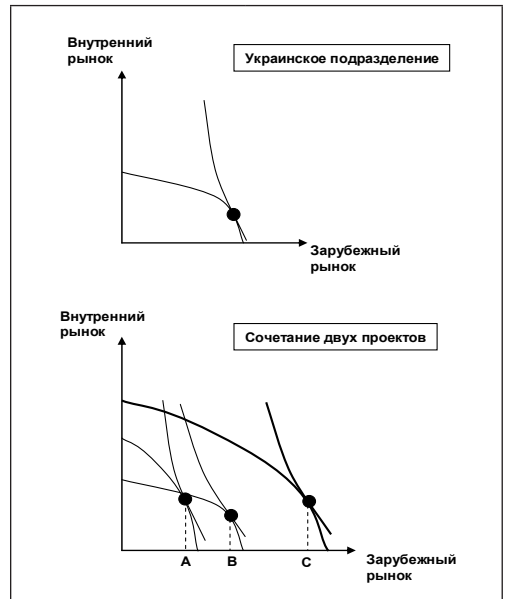 Внутренний
рынок
Украинское подразделение
Зарубежный
рынок
Внутренний
рынок
Сочетание двух проектов
A
B
C
Зарубежный
рынок